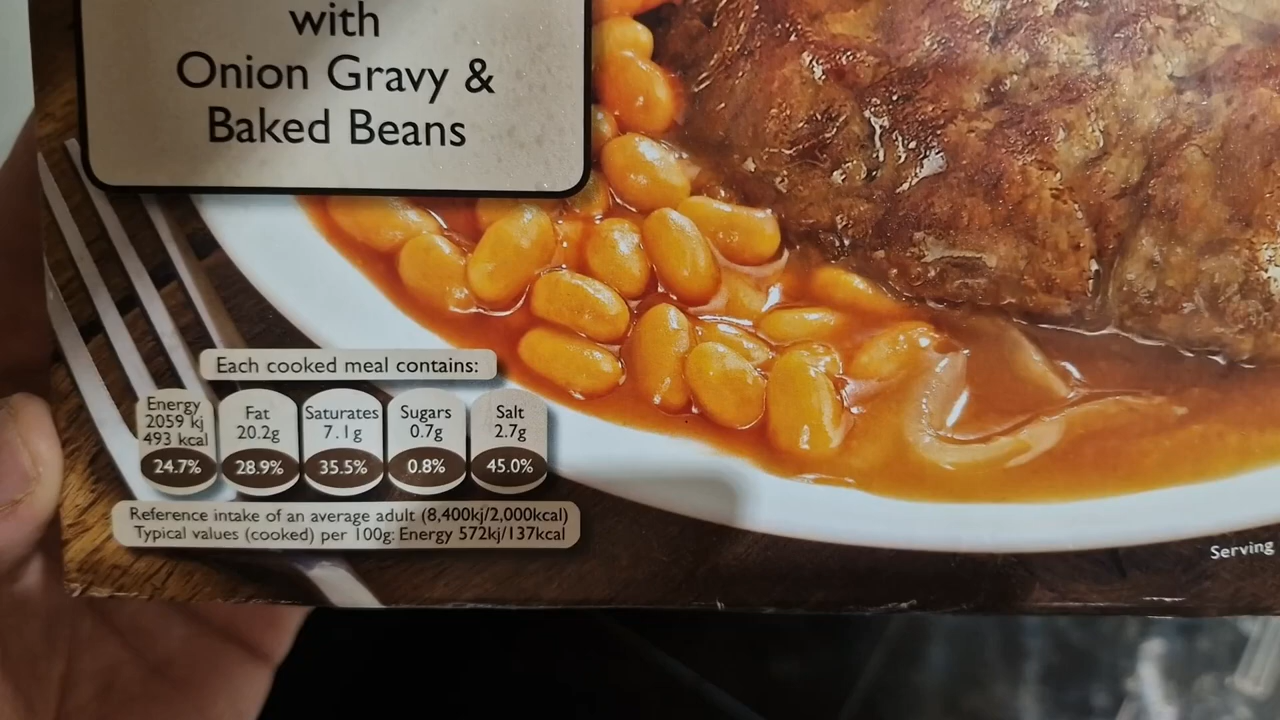 with
Onion Gravy &
Baked Beans
Each cooked meal contains:
Energy
2059 kj
493 kcal
24.7%
Fat
20.2g
28.9%
Saturates
7.1g
35.5%
Sugars
0.7g
0.8%
Salt
2.7g
45.0%
Reference intake of an average adult (8,400kj/2,000kcal)
Typical values (cooked) per 100g: Energy 572kj/137kcal
Serving